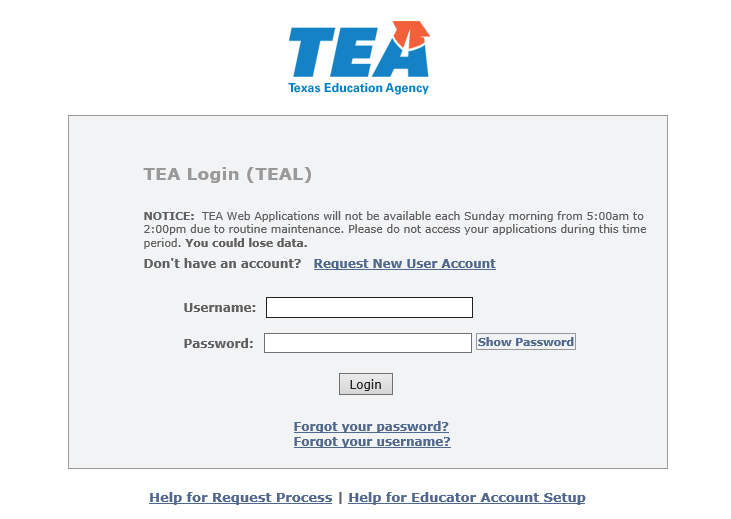 TEA
Texas Education Agency
TEA Login (TEAL)
NOTICE: TEA Web Applications will not be available each Sunday morning from 5:00am to
2:00pm due to routine maintenance. Please do not access your applications during this time
period. You could lose data.
Don't have an account? Request New User Account
Username:
Password: Show Password
Login
Forgot your password?
Forgot your username?
Help for Request Process | Help for Educator Account Setup